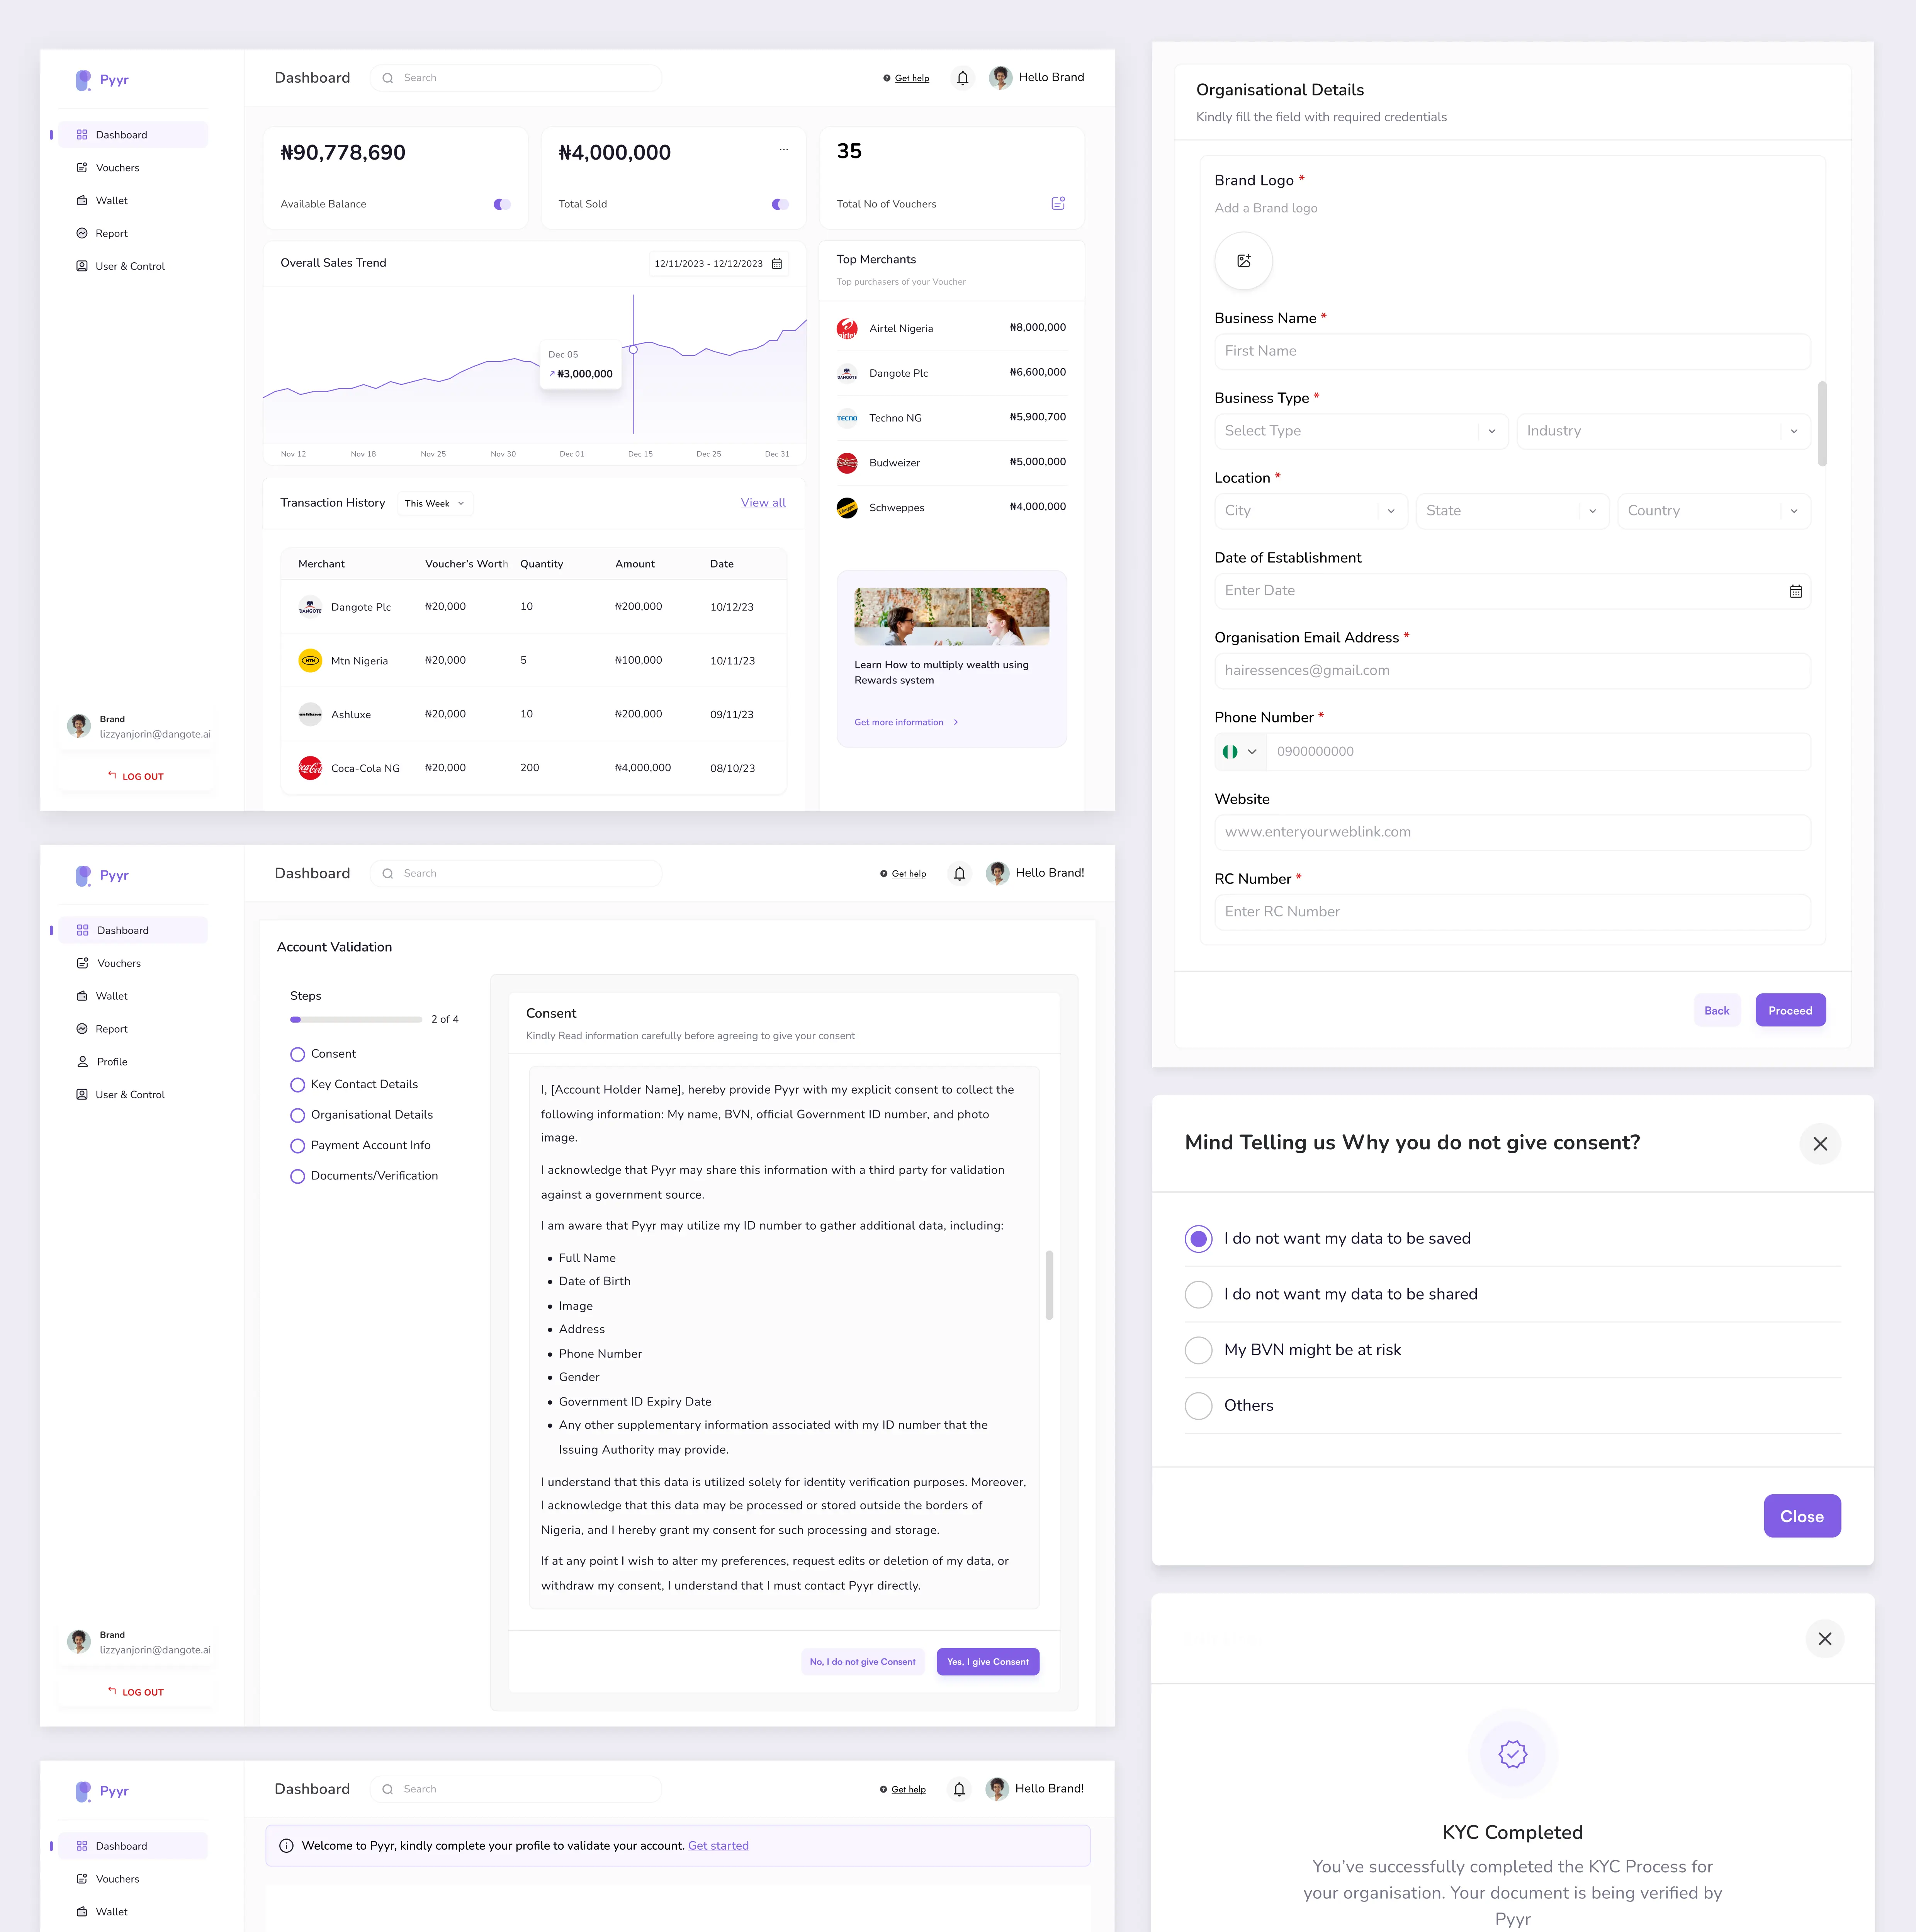 Pyyr
Dashboard
Vouchers
Wallet
Report
User & Control
Brand
lizzyanjorin@dangote.ai
LOG OUT
Dashboard
Search
Get help
Hello Brand
₦90,778,690
Available Balance
₦4,000,000
...
Total Sold
35
Total No of Vouchers
Overall Sales Trend
12/11/2023 - 12/12/2023
Dec 05
₦3,000,000
Nov 12 Nov 18 Nov 25 Nov 30 Dec 01 Dec 15 Dec 25 Dec 31
Top Merchants
Top purchasers of your Voucher
airtel
Airtel Nigeria ₦8,000,000
DANGOTE
Dangote Plc ₦6,600,000
TECNO
Techno NG ₦5,900,700
Budweizer ₦5,000,000
Schweppes ₦4,000,000
Transaction History This Week View all
Merchant Voucher's Worth Quantity Amount Date
DANGOTE
Dangote Plc ₦20,000 10 ₦200,000 10/12/23
MTN
Mtn Nigeria ₦20,000 5 ₦100,000 10/11/23
Ashluxe ₦20,000 10 ₦200,000 09/11/23
Coca-Cola
Coca-Cola NG ₦20,000 200 ₦4,000,000 08/10/23
Learn How to multiply wealth using
Rewards system
Get more information
Organisational Details
Kindly fill the field with required credentials
Brand Logo *
Add a Brand logo
Business Name *
First Name
Business Type *
Select Type Industry
Location *
City State Country
Date of Establishment
Enter Date
Organisation Email Address *
hairessences@gmail.com
Phone Number *
0900000000
Website
www.enteryourweblink.com
RC Number *
Enter RC Number
Back Proceed
Pyyr
Dashboard
Vouchers
Wallet
Report
Profile
User & Control
Brand
lizzyanjorin@dangote.ai
LOG OUT
Dashboard
Search
Get help
Hello Brand!
Account Validation
Steps
2 of 4
Consent
Key Contact Details
Organisational Details
Payment Account Info
Documents/Verification
Consent
Kindly Read information carefully before agreeing to give your consent
I, [Account Holder Name], hereby provide Pyyr with my explicit consent to collect the
following information: My name, BVN, official Government ID number, and photo
image.
I acknowledge that Pyyr may share this information with a third party for validation
against a government source.
I am aware that Pyyr may utilize my ID number to gather additional data, including:
• Full Name
• Date of Birth
• Image
• Address
• Phone Number
• Gender
• Government ID Expiry Date
• Any other supplementary information associated with my ID number that the
Issuing Authority may provide.
I understand that this data is utilized solely for identity verification purposes. Moreover,
I acknowledge that this data may be processed or stored outside the borders of
Nigeria, and I hereby grant my consent for such processing and storage.
If at any point I wish to alter my preferences, request edits or deletion of my data, or
withdraw my consent, I understand that I must contact Pyyr directly.
No, I do not give Consent
Yes, I give Consent
Mind Telling us Why you do not give consent?
I do not want my data to be saved
I do not want my data to be shared
My BVN might be at risk
Others
Close
KYC Completed
You've successfully completed the KYC Process for
your organisation. Your document is being verified by
Pyyr
Pyyr
Dashboard
Vouchers
Wallet
Dashboard
Search
Get help
Hello Brand!
Welcome to Pyyr, kindly complete your profile to validate your account. Get started